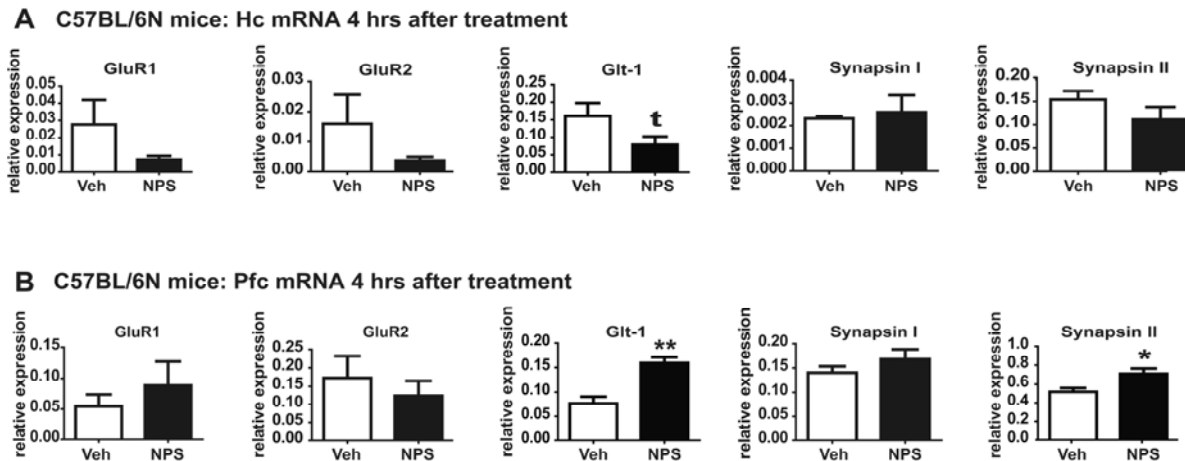 A C57BL/6N mice: Hc mRNA 4 hrs after treatment
GluR1
relative expression
0.05
0.04
0.03
0.02
0.01
0.00
Veh NPS
GluR2
relative expression
0.03
0.02
0.01
0.00
Veh NPS
Glt-1
relative expression
0.25
0.20
0.15
0.10
0.05
0.00
t
Veh NPS
Synapsin I
relative expression
0.004
0.003
0.002
0.001
0.000
Veh NPS
Synapsin II
relative expression
0.20
0.15
0.10
0.05
0.00
Veh NPS
B C57BL/6N mice: Pfc mRNA 4 hrs after treatment
GluR1
relative expression
0.15
0.10
0.05
0.00
Veh NPS
GluR2
relative expression
0.25
0.20
0.15
0.10
0.05
0.00
Veh NPS
Glt-1
relative expression
0.20
0.15
0.10
0.05
0.00
**
Veh NPS
Synapsin I
relative expression
0.20
0.15
0.10
0.05
0.00
Veh NPS
Synapsin II
relative expression
1.0
0.8
0.6
0.4
0.2
0.0
*
Veh NPS